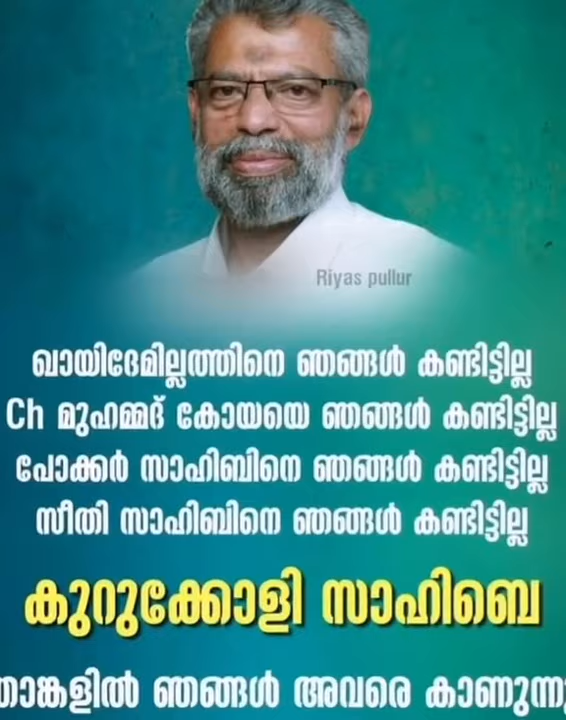 Riyas pullur
ഖായിദേമില്ലത്തിനെ ഞങ്ങൾ കണ്ടിട്ടില്ല
Ch മുഹമ്മദ് കോയയെ ഞങ്ങൾ കണ്ടിട്ടില്ല
പോക്കർ സാഹിബിനെ ഞങ്ങൾ കണ്ടിട്ടില്ല
സീതി സാഹിബിനെ ഞങ്ങൾ കണ്ടിട്ടില്ല
കുറുക്കോളി സാഹിബെ
താങ്കളിൽ ഞങ്ങൾ അവരെ കാണുന്നു